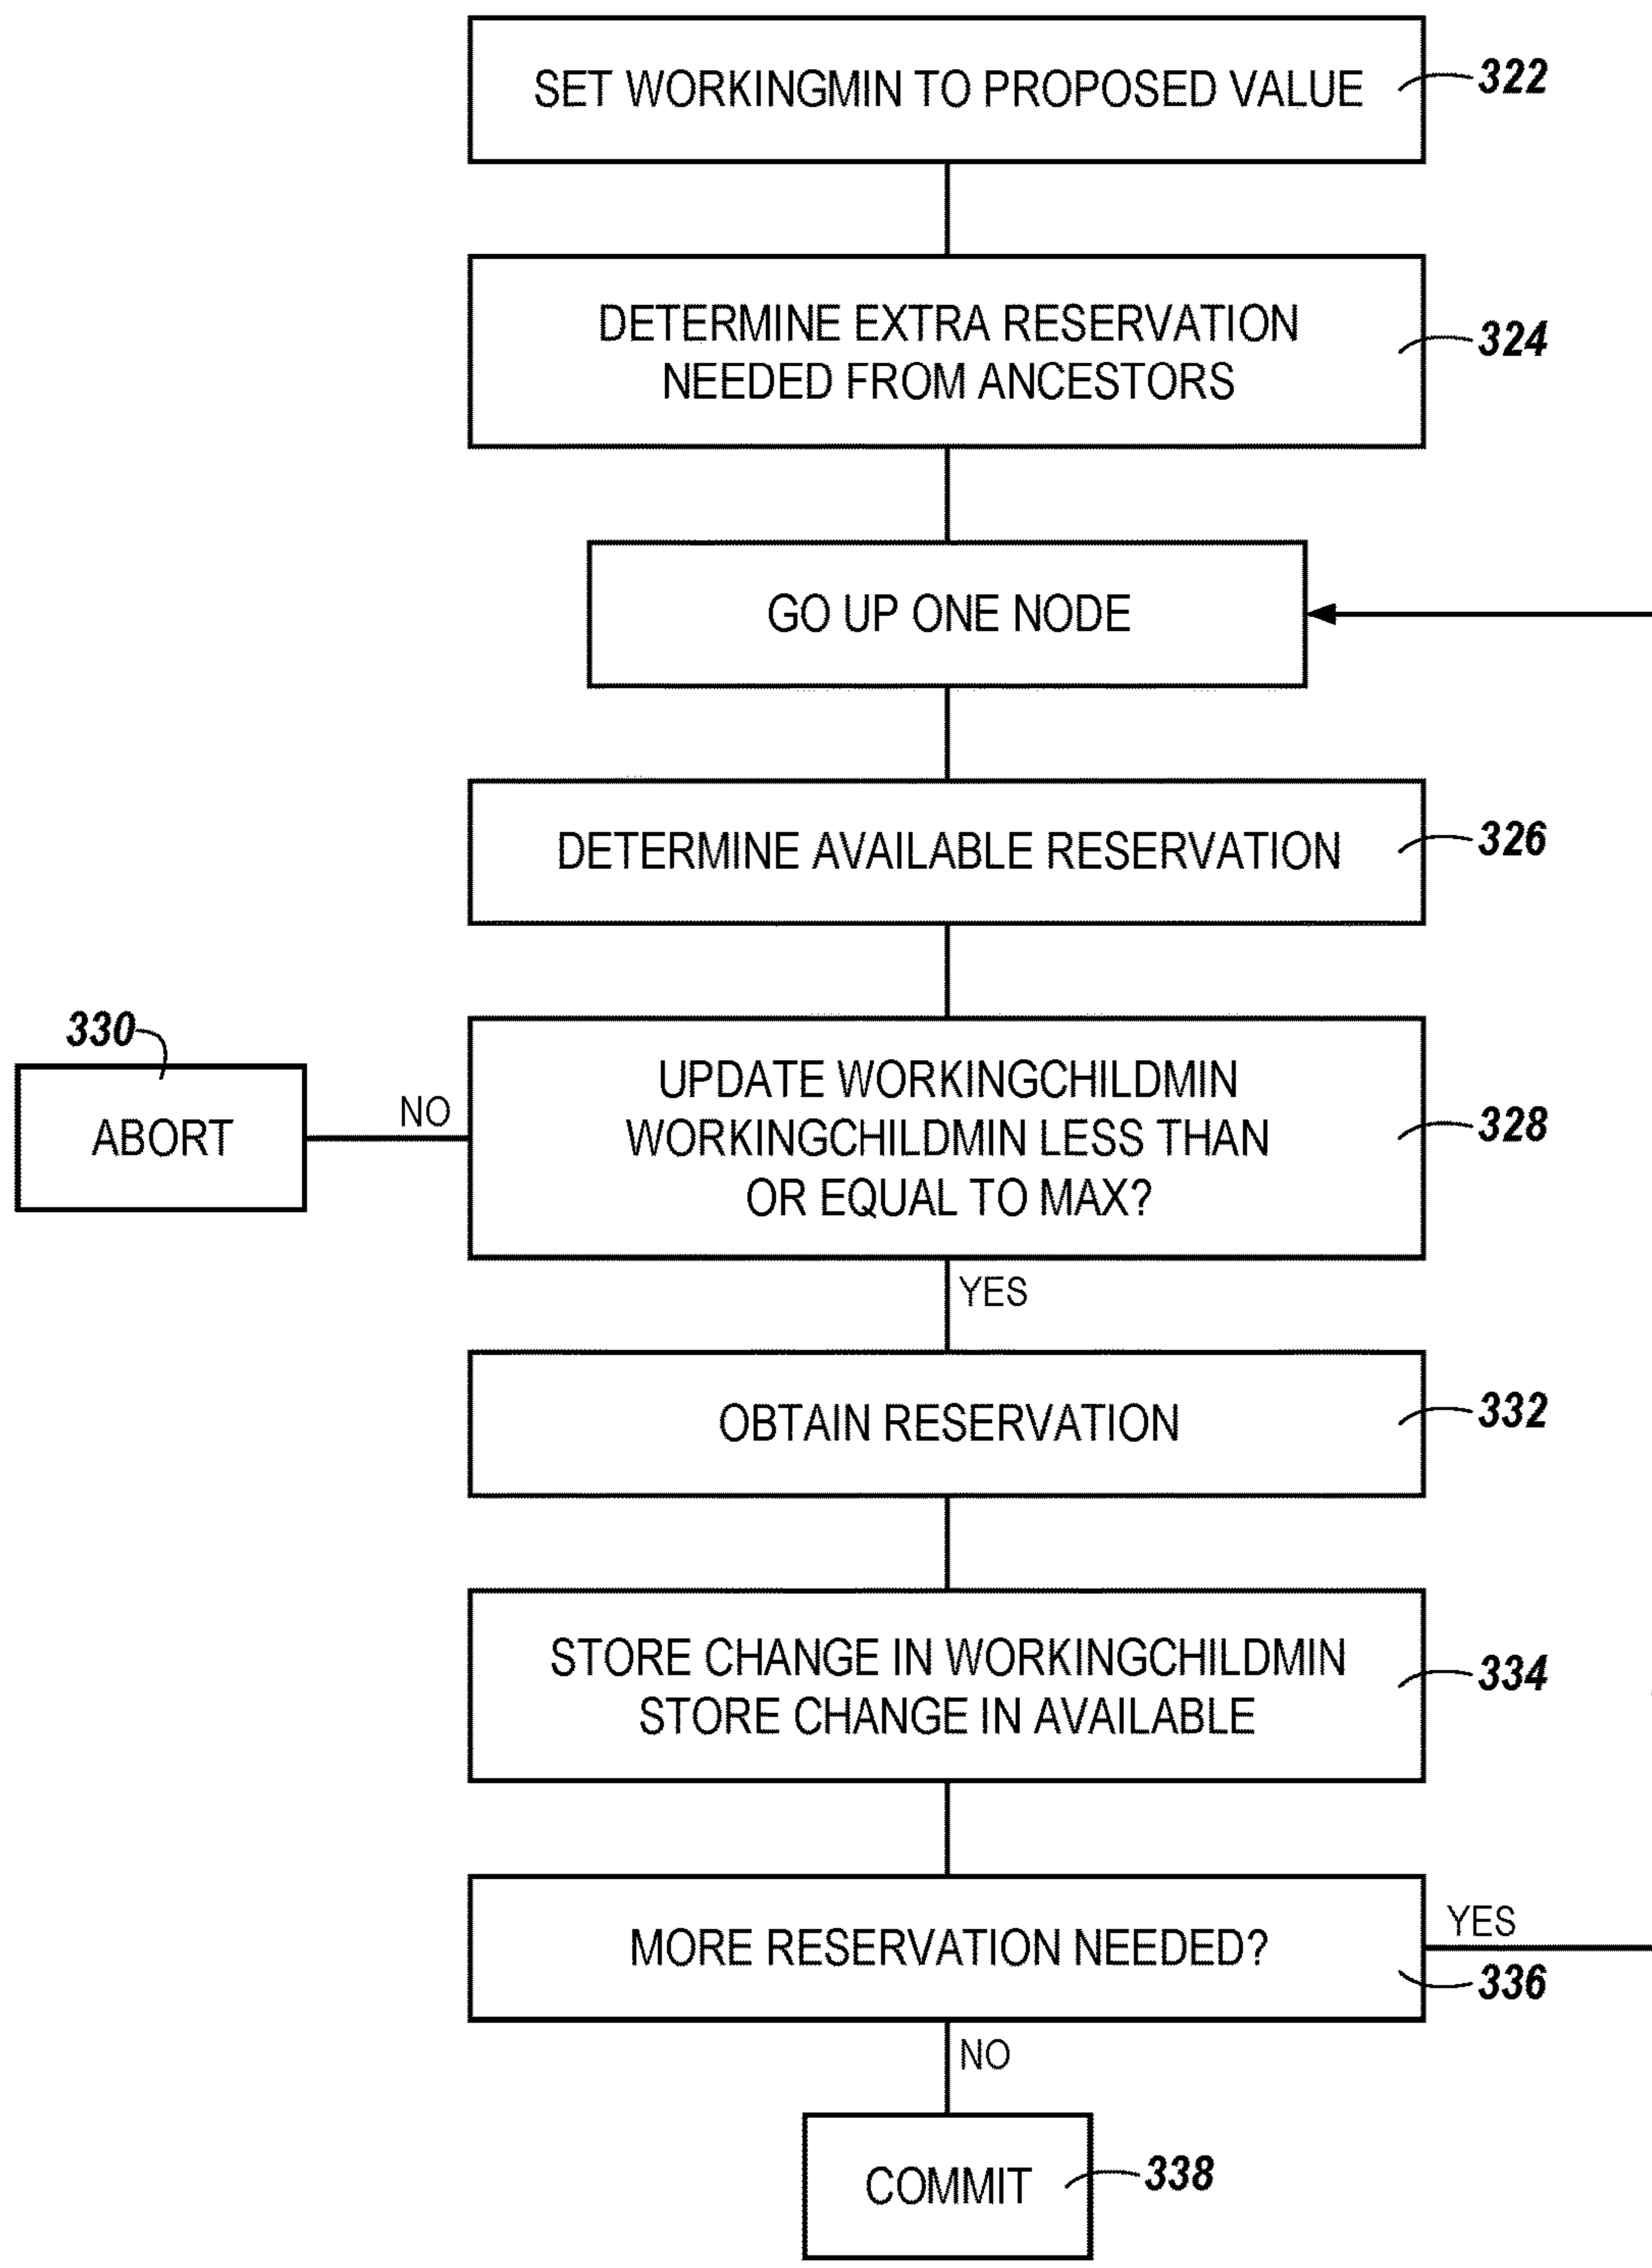 SET WORKINGMIN TO PROPOSED VALUE
322
DETERMINE EXTRA RESERVATION
NEEDED FROM ANCESTORS
324
GO UP ONE NODE
DETERMINE AVAILABLE RESERVATION
326
330
ABORT
NO
UPDATE WORKINGCHILDMIN
WORKINGCHILDMIN LESS THAN
OR EQUAL TO MAX?
328
YES
OBTAIN RESERVATION
332
STORE CHANGE IN WORKINGCHILDMIN
STORE CHANGE IN AVAILABLE
334
MORE RESERVATION NEEDED?
YES
336
NO
COMMIT
338